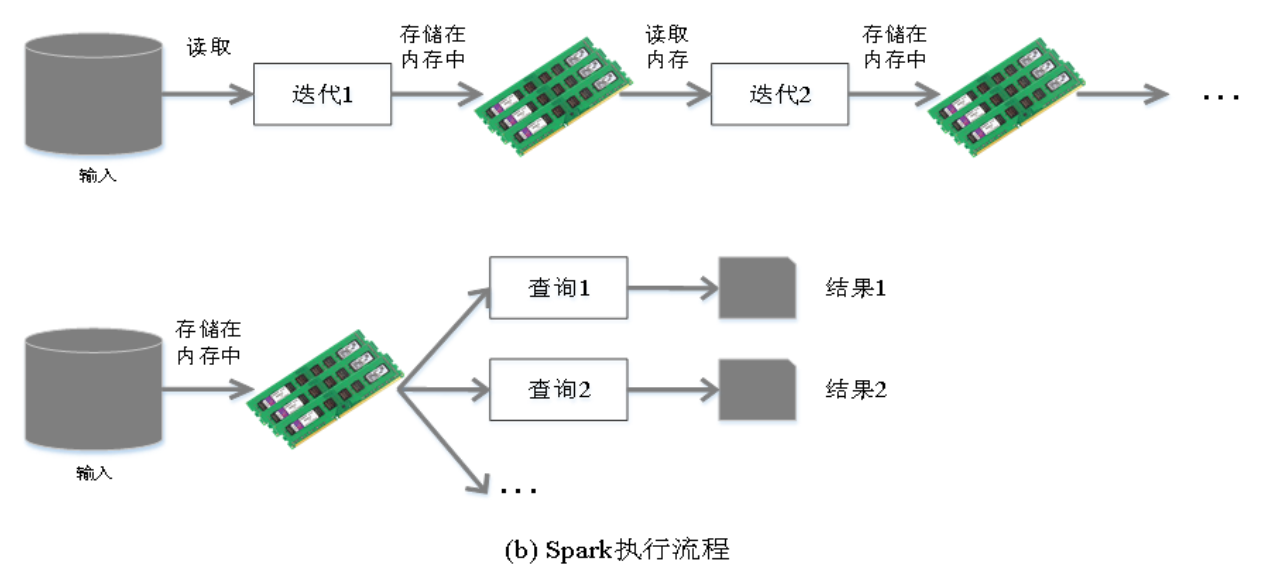 读取
存储在
内存中
读取
内存
存储在
内存中
迭代1
迭代2
...
输入
存储在
内存中
查询1
结果1
查询2
结果2
...
输入
(b) Spark执行流程